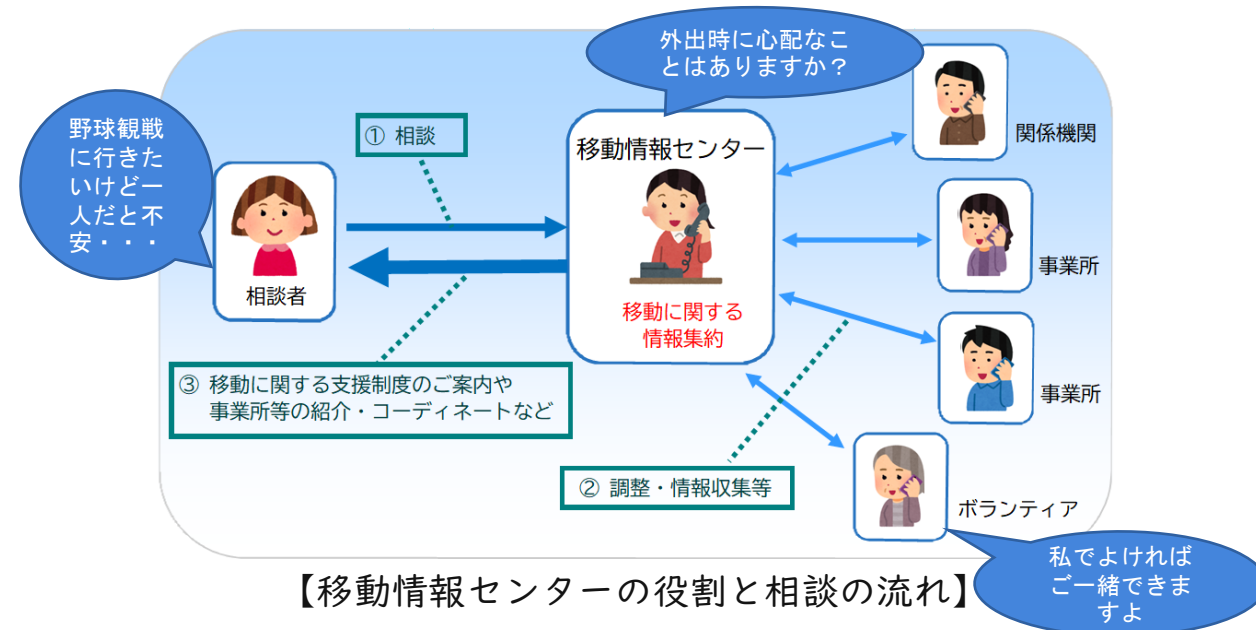 外出時に心配なこ
とはありますか？
野球観戦
に行きた
いけど一
人だと不
安・・・
① 相談
移動情報センター
関係機関
相談者
移動に関する
情報集約
事業所
③ 移動に関する支援制度のご案内や
事業所等の紹介・コーディネートなど
事業所
② 調整・情報収集等
ボランティア
私でよければ
ご一緒できま
すよ
【移動情報センターの役割と相談の流れ】